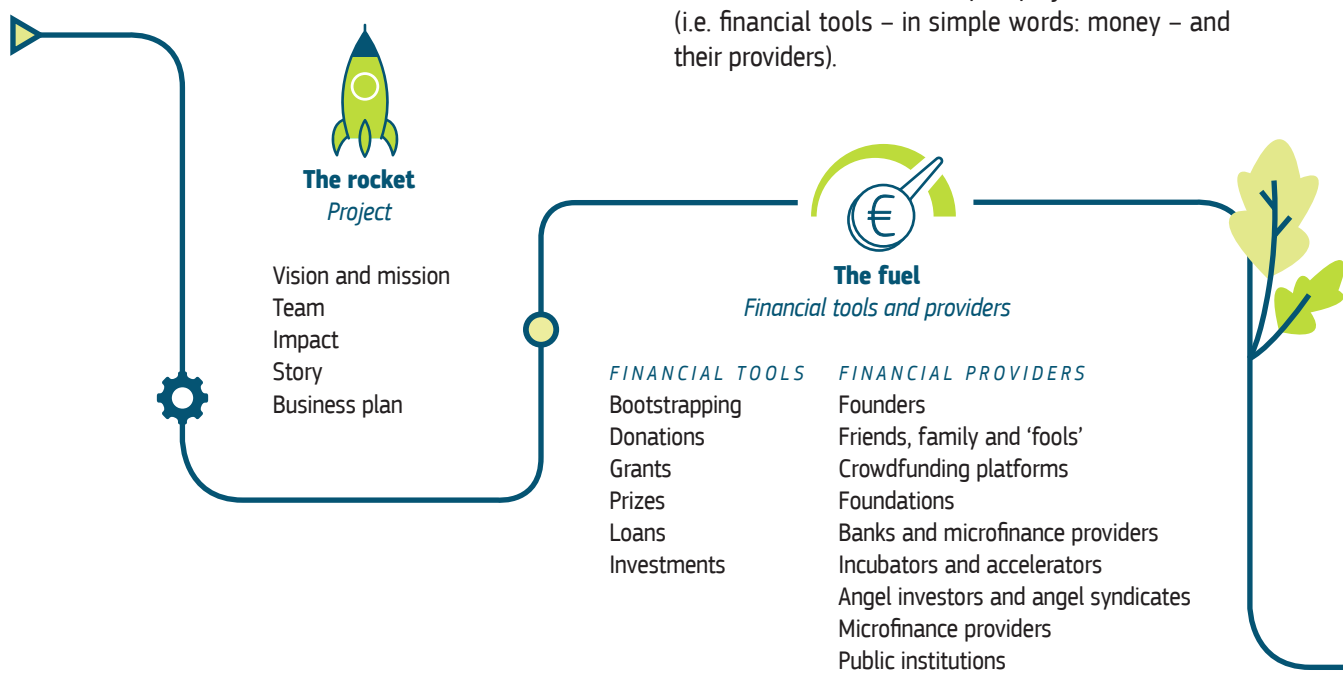 (i.e. financial tools – in simple words: money – and
their providers).
The rocket
Project
Vision and mission
Team
Impact
Story
Business plan
€
The fuel
Financial tools and providers
FINANCIAL TOOLS
Bootstrapping
Donations
Grants
Prizes
Loans
Investments
FINANCIAL PROVIDERS
Founders
Friends, family and ‘fools’
Crowdfunding platforms
Foundations
Banks and microfinance providers
Incubators and accelerators
Angel investors and angel syndicates
Microfinance providers
Public institutions